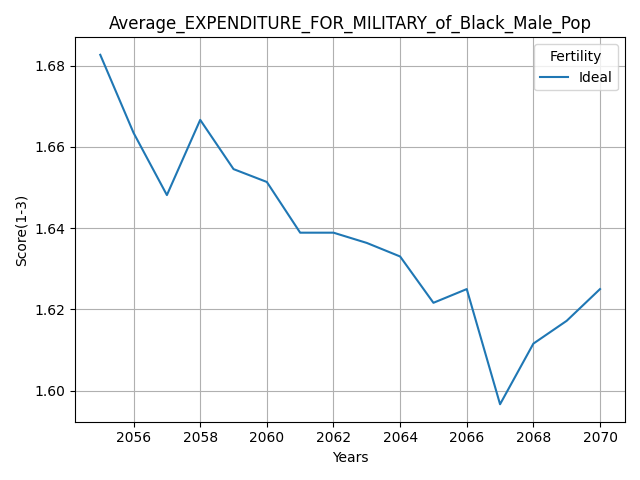 Average_EXPENDITURE_FOR_MILITARY_of_Black_Male_Pop
Fertility
Ideal
Score(1-3)
1.68
1.66
1.64
1.62
1.60
2056 2058 2060 2062 2064 2066 2068 2070
Years